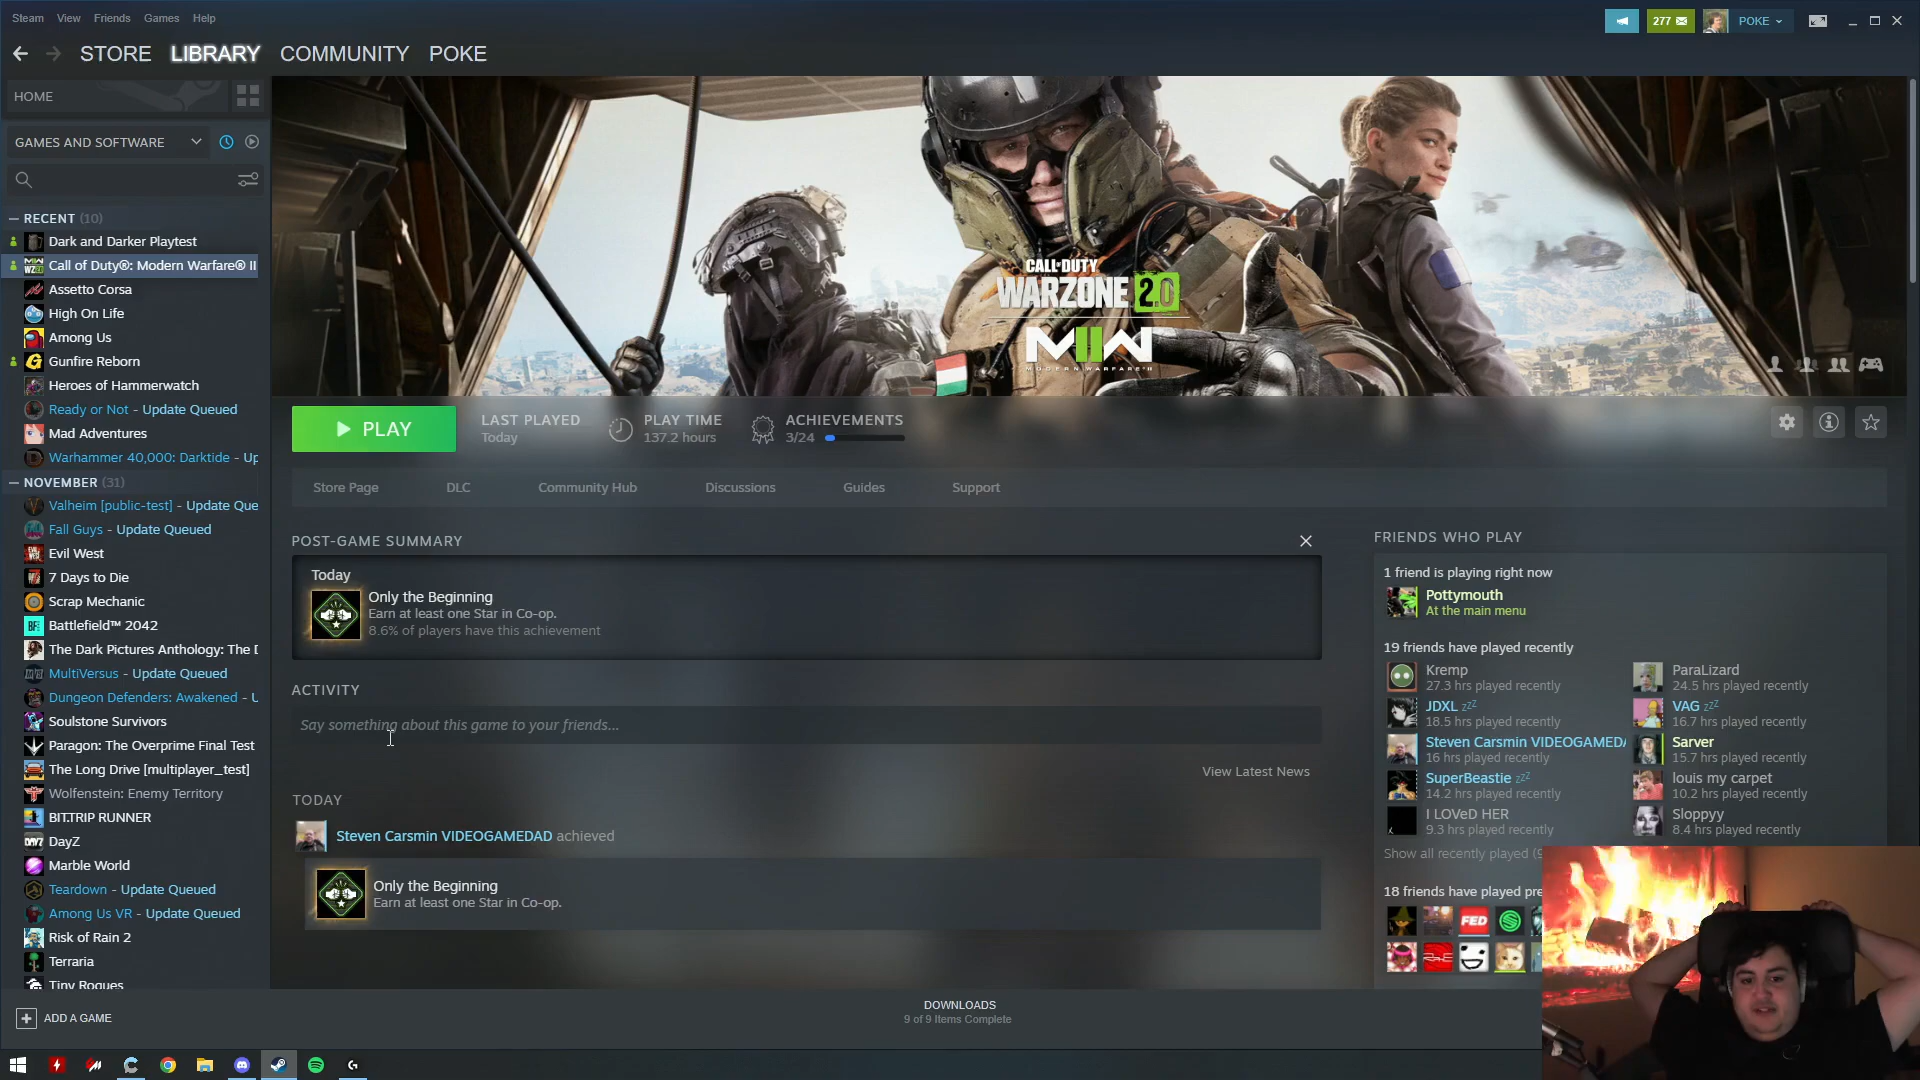 Steam View Friends Games Help
277
POKE
STORE LIBRARY COMMUNITY POKE
HOME
GAMES AND SOFTWARE
— RECENT (10)
Dark and Darker Playtest
Call of Duty®: Modern Warfare® II
Assetto Corsa
High On Life
Among Us
Gunfire Reborn
Heroes of Hammerwatch
Ready or Not - Update Queued
Mad Adventures
Warhammer 40,000: Darktide - Up
— NOVEMBER (31)
Valheim [public-test] - Update Que
Fall Guys - Update Queued
Evil West
7 Days to Die
Scrap Mechanic
Battlefield™ 2042
The Dark Pictures Anthology: The D
MultiVersus - Update Queued
Dungeon Defenders: Awakened - U
Soulstone Survivors
Paragon: The Overprime Final Test
The Long Drive [multiplayer_test]
Wolfenstein: Enemy Territory
BIT.TRIP RUNNER
DayZ
Marble World
Teardown - Update Queued
Among Us VR - Update Queued
Risk of Rain 2
Terraria
Tiny Rogues
ADD A GAME
CALL OF DUTY
WARZONE 2.0
MWII
MODERN WARFARE II
PLAY
LAST PLAYED
Today
PLAY TIME
137.2 hours
ACHIEVEMENTS
3/24
Store Page DLC Community Hub Discussions Guides Support
POST-GAME SUMMARY
Today
Only the Beginning
Earn at least one Star in Co-op.
8.6% of players have this achievement
ACTIVITY
Say something about this game to your friends...
View Latest News
TODAY
Steven Carsmin VIDEOGAMEDAD achieved
Only the Beginning
Earn at least one Star in Co-op.
FRIENDS WHO PLAY
1 friend is playing right now
Pottymouth
At the main menu
19 friends have played recently
Kremp
27.3 hrs played recently
ParaLizard
24.5 hrs played recently
JDXL zzZ
18.5 hrs played recently
VAG zzZ
16.7 hrs played recently
Steven Carsmin VIDEOGAMEDA
16 hrs played recently
Sarver
15.7 hrs played recently
SuperBeastie zzZ
14.2 hrs played recently
louis my carpet
10.2 hrs played recently
I LOVeD HER
9.3 hrs played recently
Sloppyy
8.4 hrs played recently
Show all recently played (
18 friends have played pre
FED
DOWNLOADS
9 of 9 Items Complete